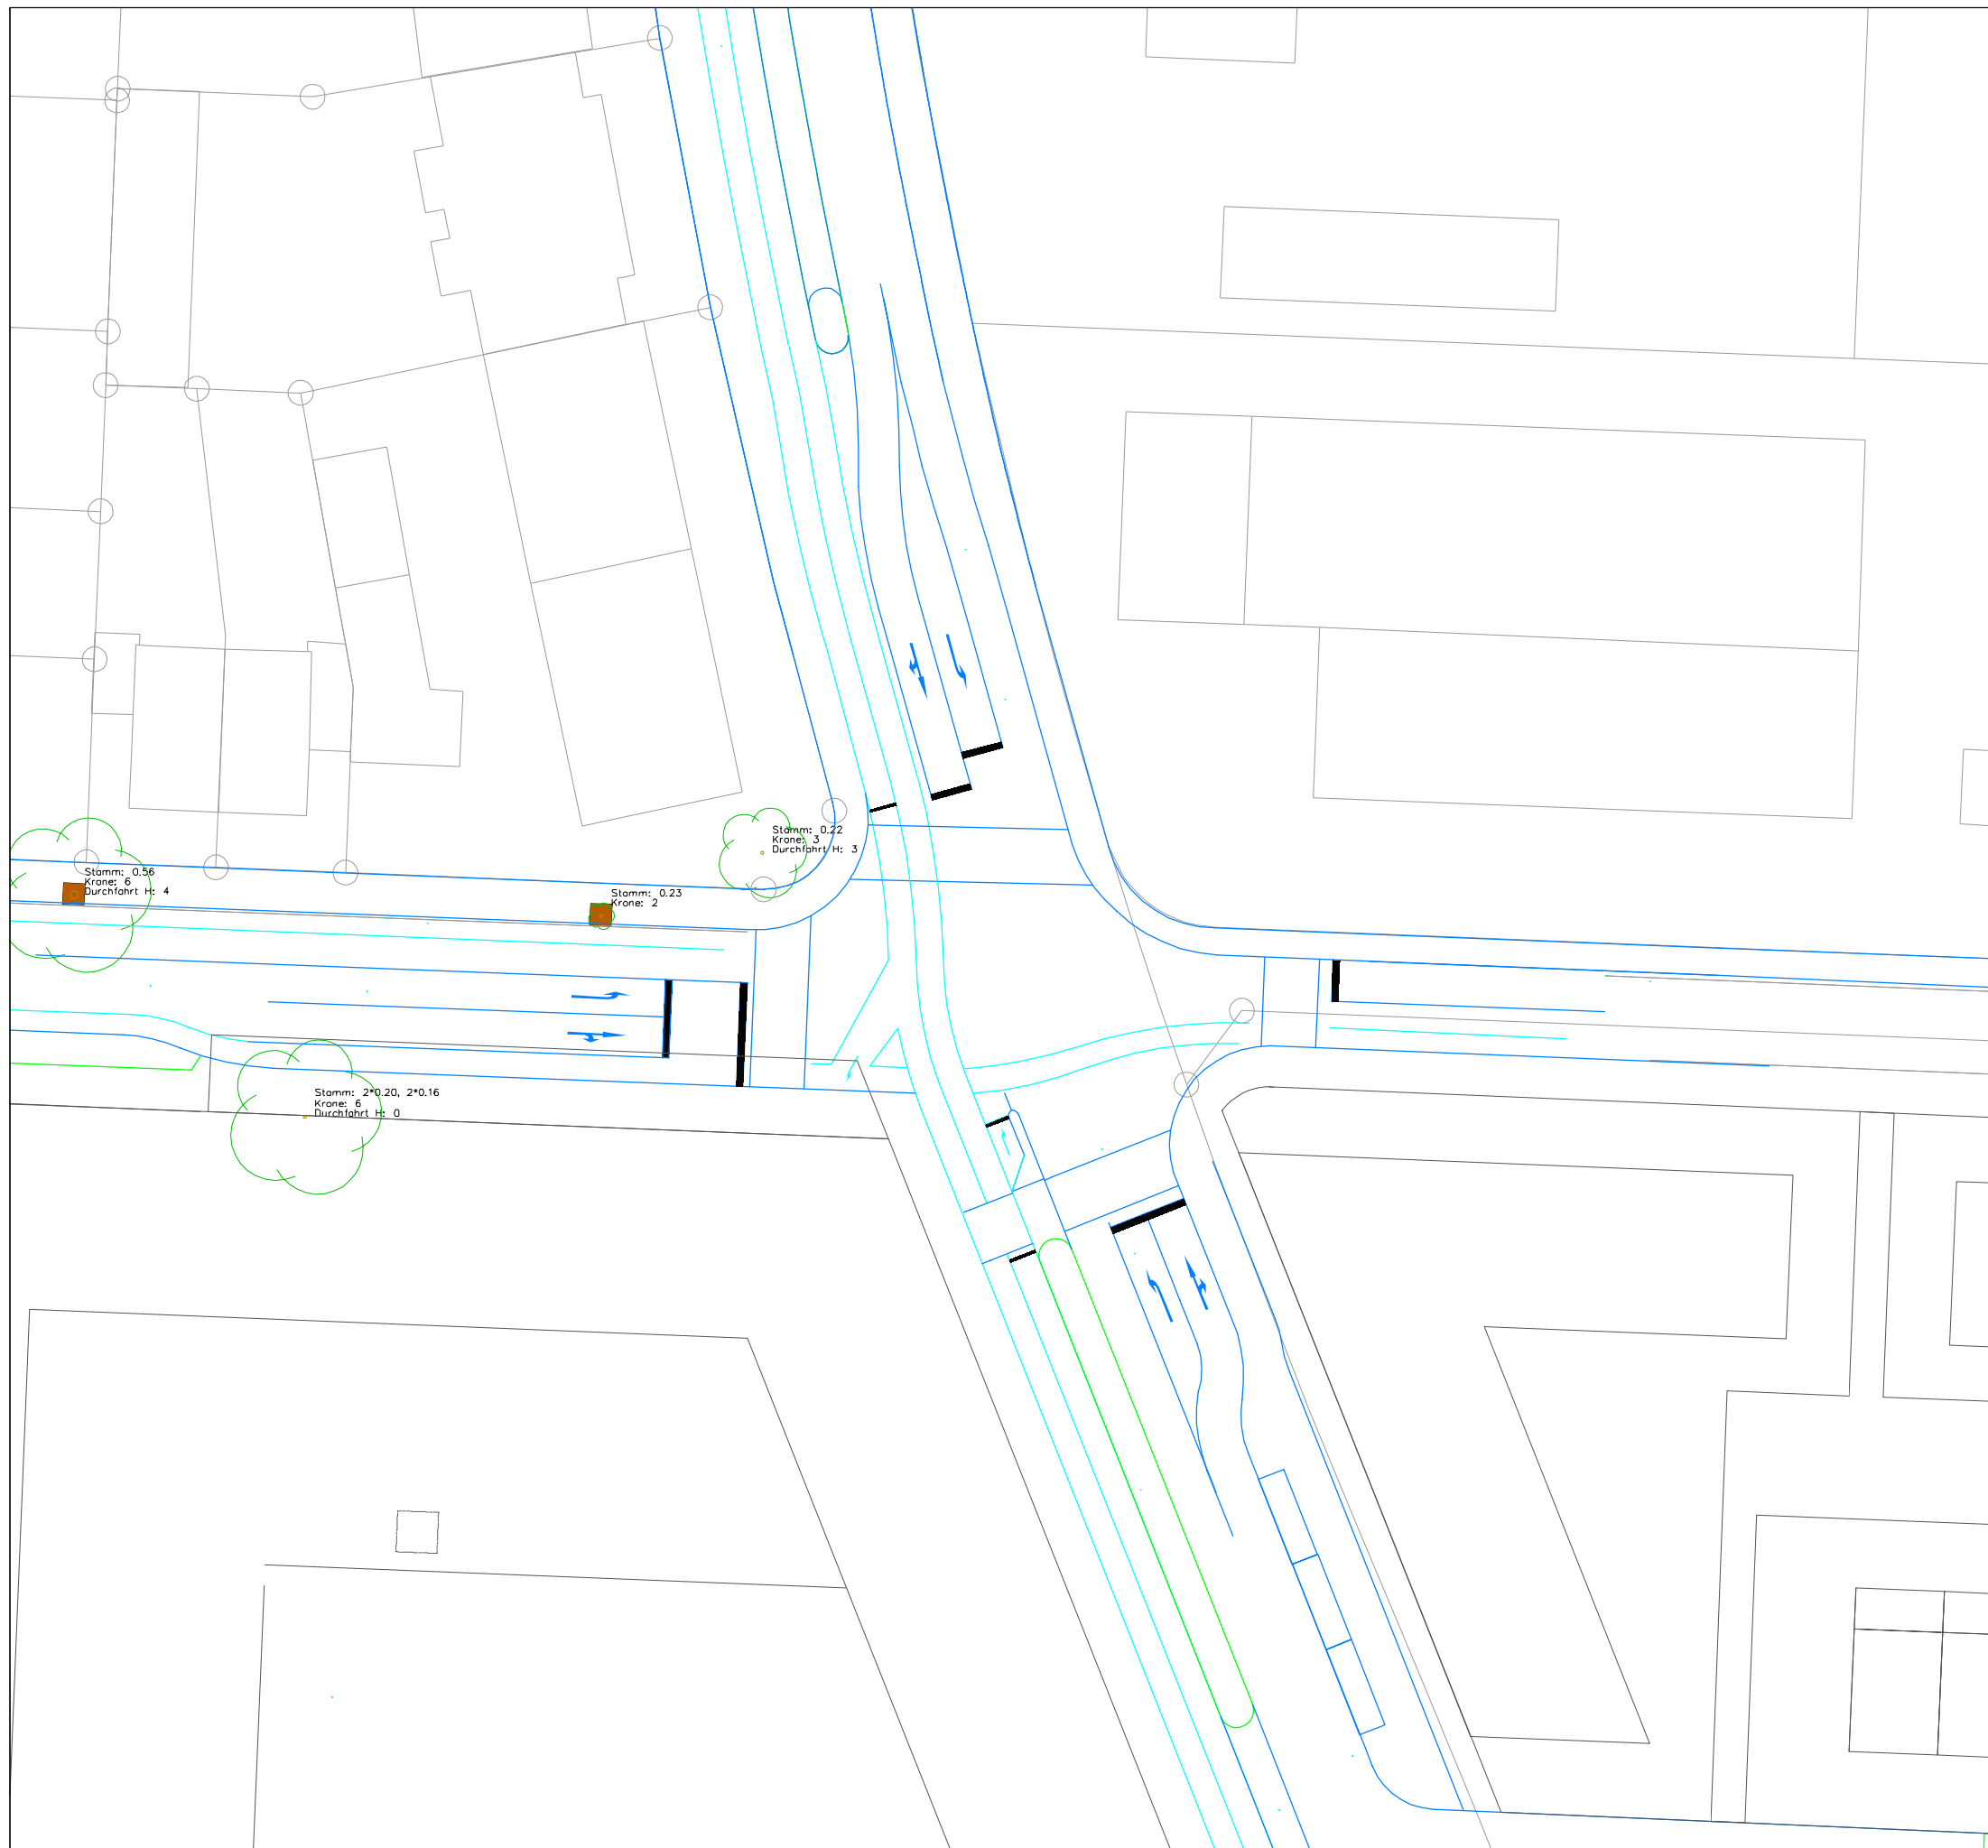 Stamm: 0.22
Krone: 3
Durchfahrt H: 3
Stamm: 0.56
Krone: 6
Durchfahrt H: 4
Stamm: 0.23
Krone: 2
Stamm: 2*0.20, 2*0.16
Krone: 6
Durchfahrt H: 0